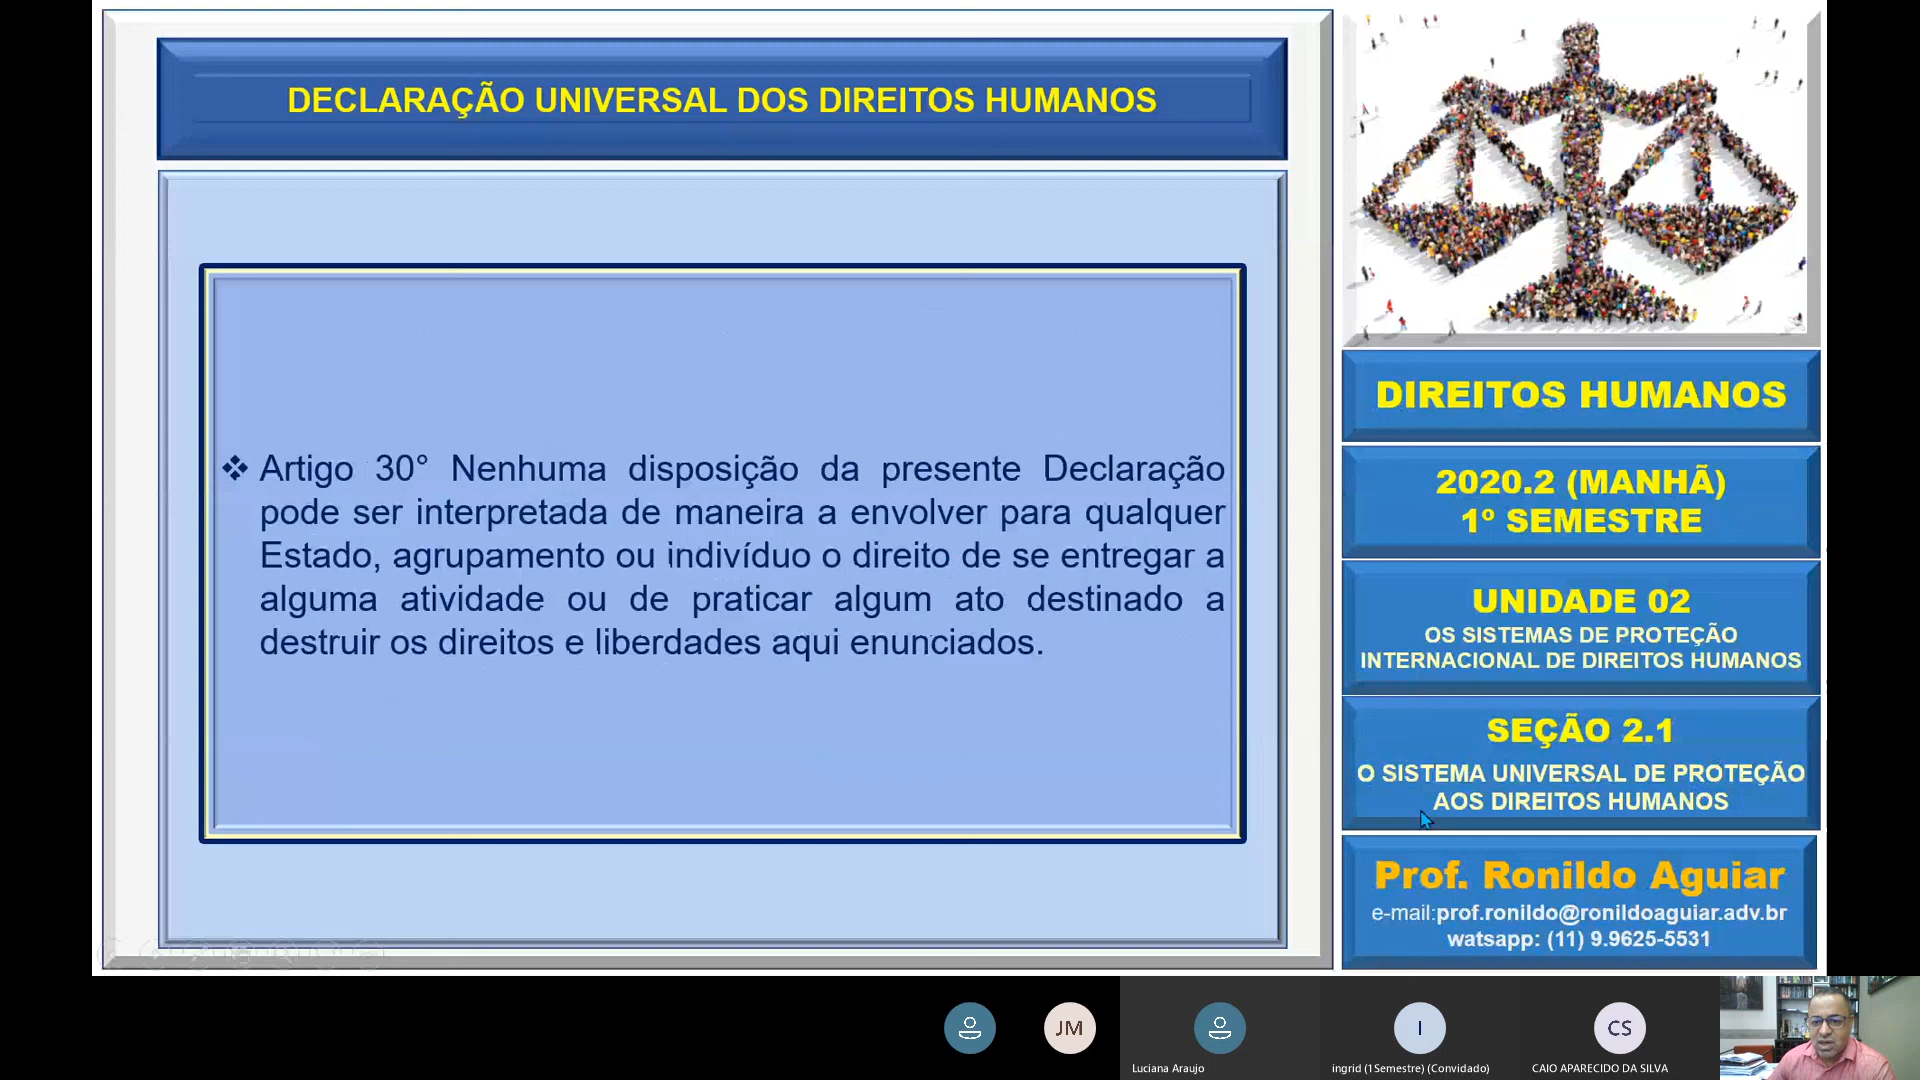 DECLARAÇÃO UNIVERSAL DOS DIREITOS HUMANOS
❖ Artigo 30° Nenhuma disposição da presente Declaração
pode ser interpretada de maneira a envolver para qualquer
Estado, agrupamento ou indivíduo o direito de se entregar a
alguma atividade ou de praticar algum ato destinado a
destruir os direitos e liberdades aqui enunciados.
DIREITOS HUMANOS
2020.2 (MANHÃ)
1º SEMESTRE
UNIDADE 02
OS SISTEMAS DE PROTEÇÃO
INTERNACIONAL DE DIREITOS HUMANOS
SEÇÃO 2.1
O SISTEMA UNIVERSAL DE PROTEÇÃO
AOS DIREITOS HUMANOS
Prof. Ronildo Aguiar
e-mail:prof.ronildo@ronildoaguiar.adv.br
watsapp: (11) 9.9625-5531
JM
I
CS
Luciana Araujo
ingrid (1Semestre) (Convidado)
CAIO APARECIDO DA SILVA